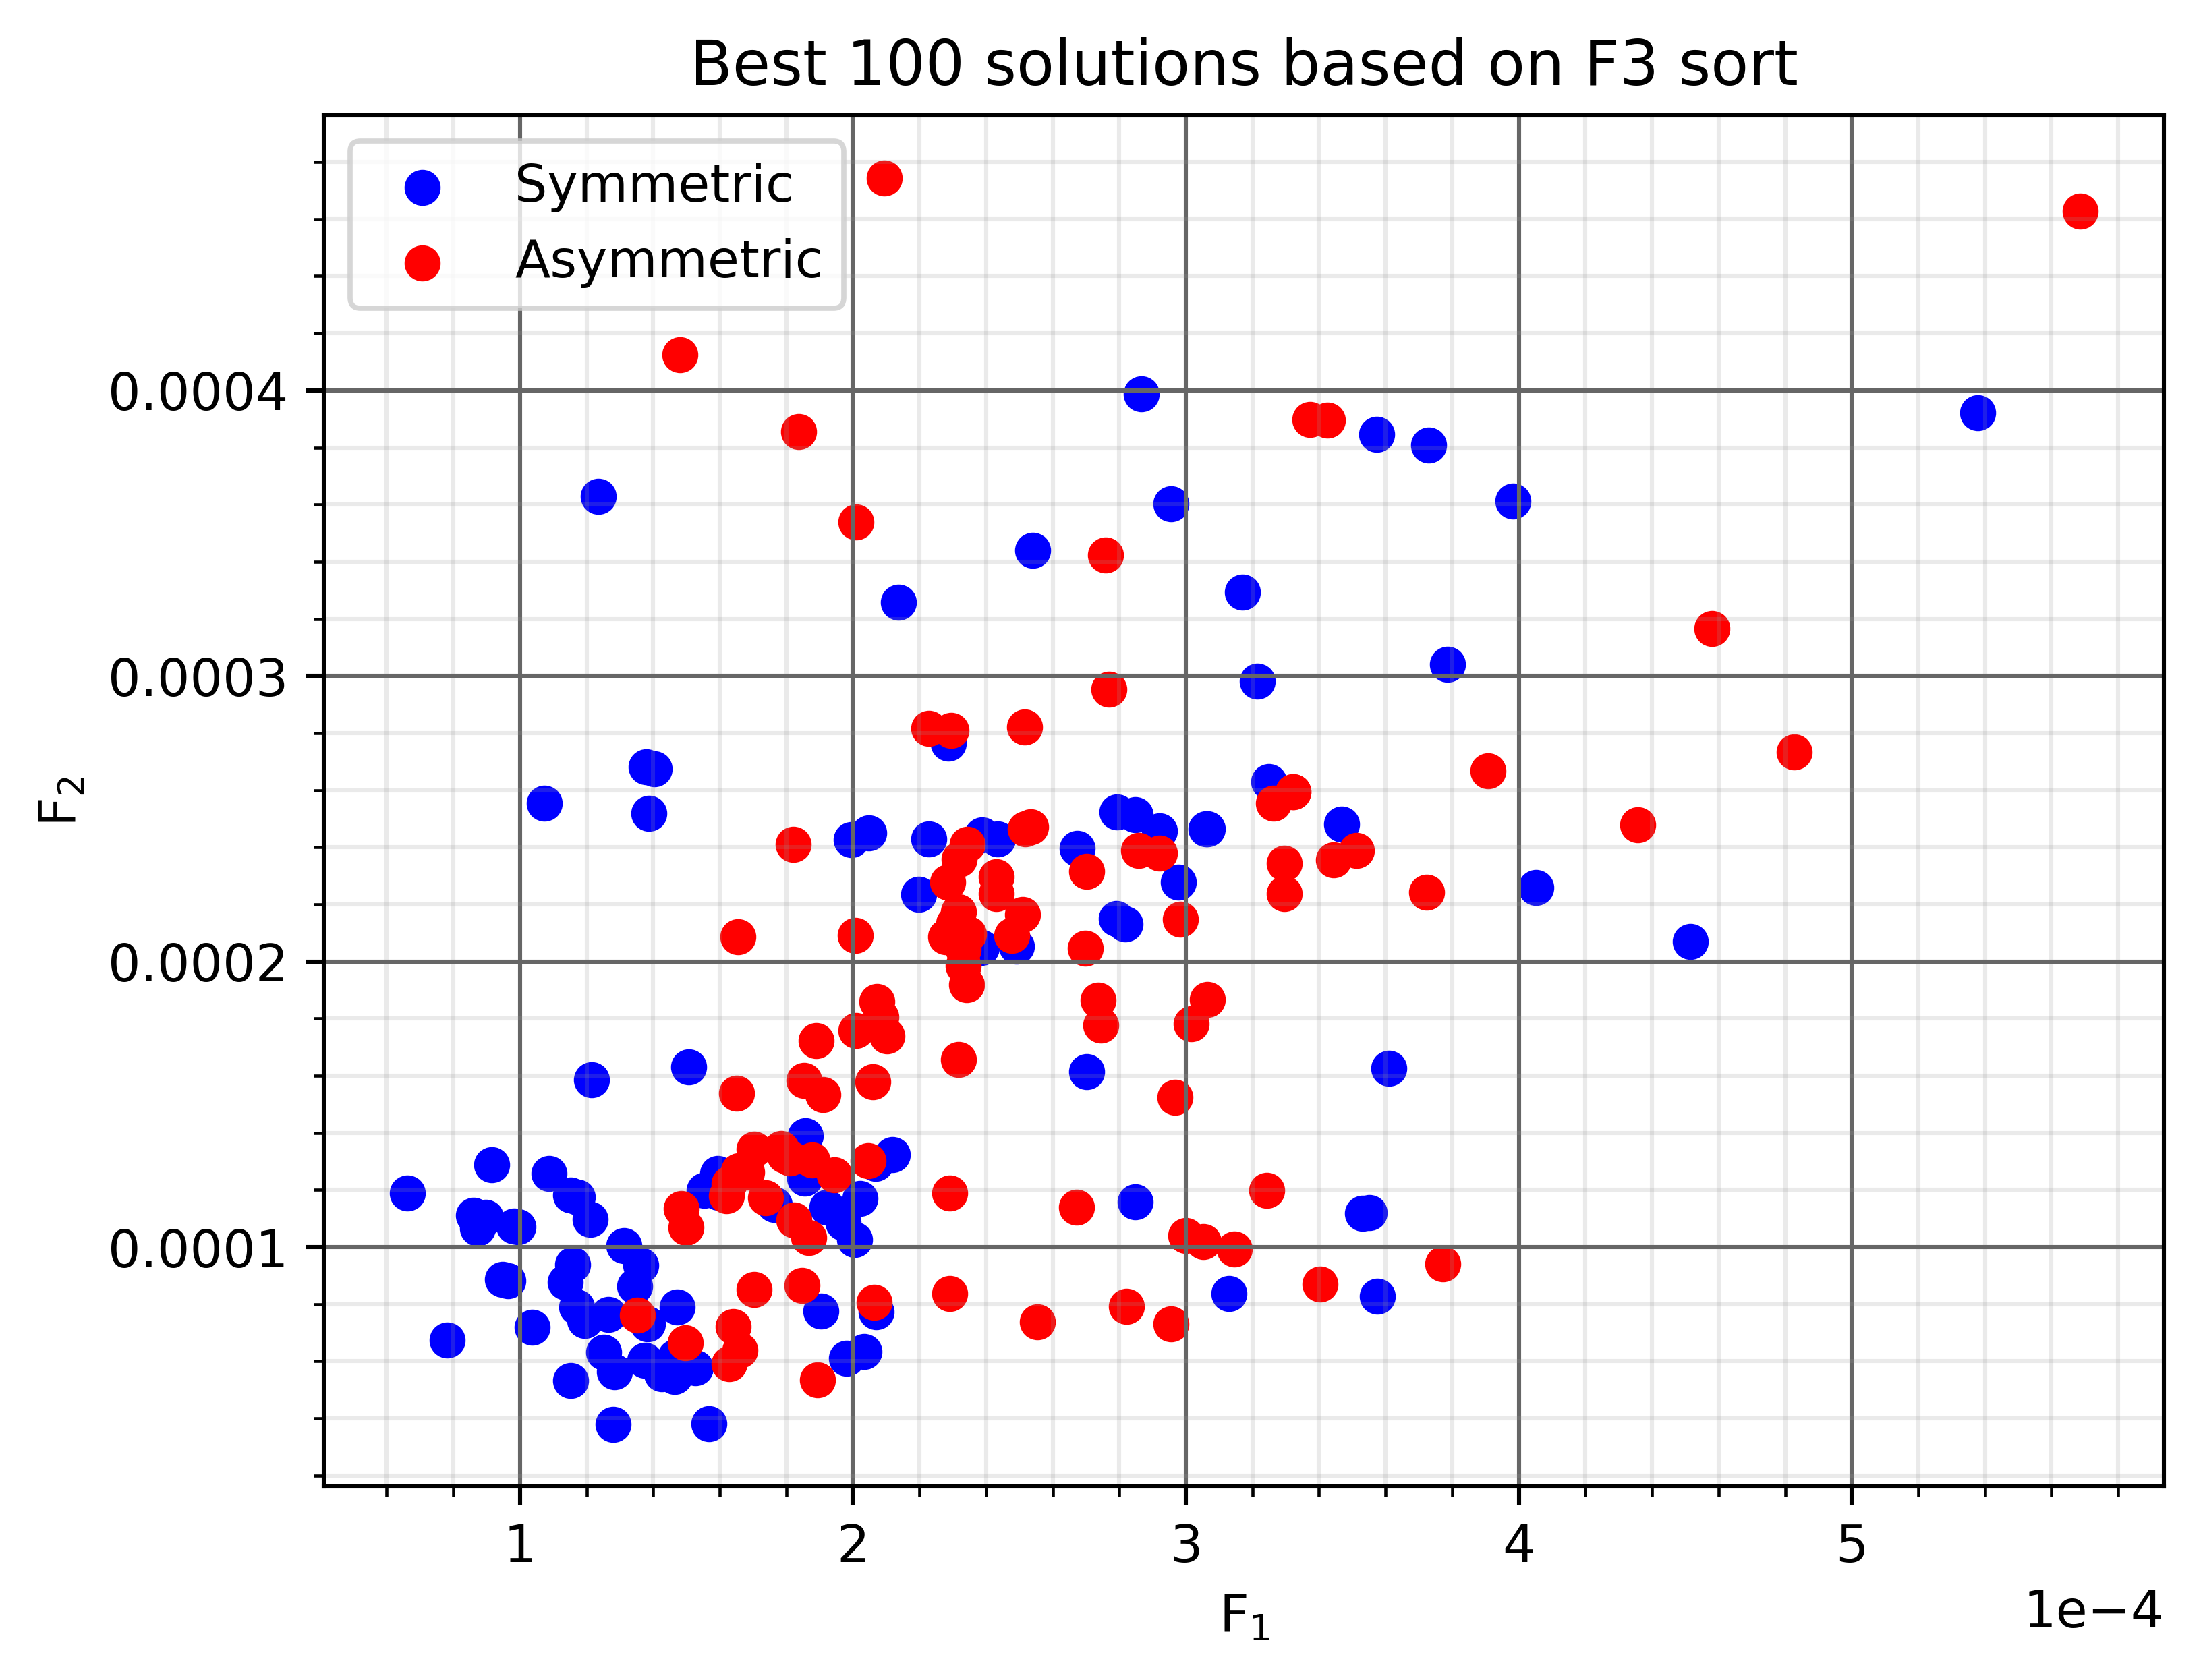 Best 100 solutions based on F3 sort
Symmetric
Asymmetric
0.0004
0.0003
0.0002
0.0001
F₂
1 2 3 4 5
F₁
1e−4